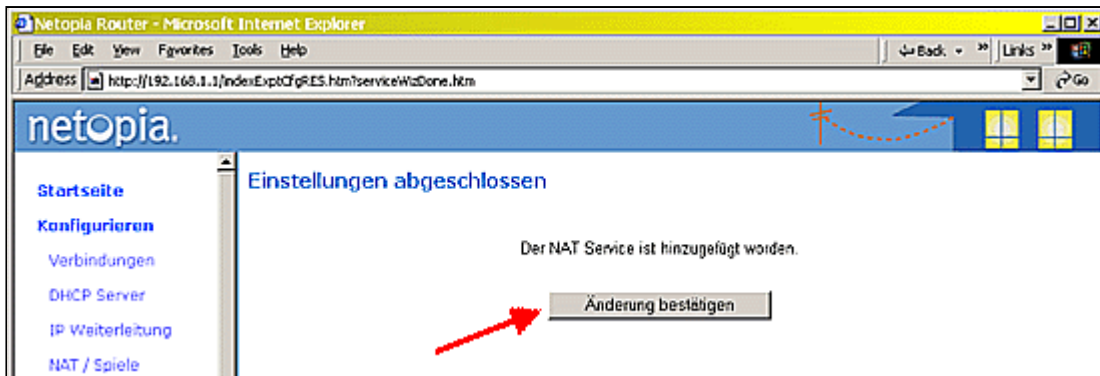 Netopia Router - Microsoft Internet Explorer
File Edit View Favorites Tools Help
Back Links
Address http://192.168.1.1/indexExptCfgRES.htm?serviceWizDone.htm Go
netopia.
Startseite
Einstellungen abgeschlossen
Konfigurieren
Der NAT Service ist hinzugefügt worden.
Verbindungen
DHCP Server
Änderung bestätigen
IP Weiterleitung
NAT / Spiele